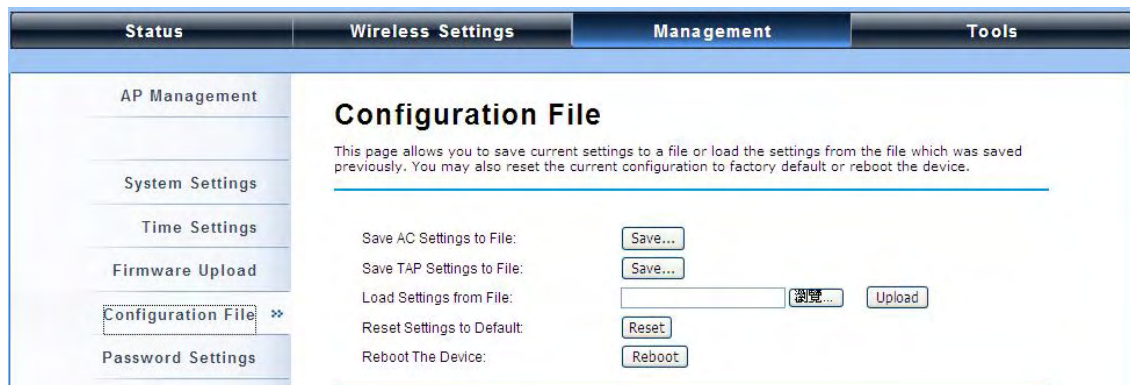 Status Wireless Settings Management Tools
AP Management
System Settings
Time Settings
Firmware Upload
Configuration File »
Password Settings
Configuration File
This page allows you to save current settings to a file or load the settings from the file which was saved
previously. You may also reset the current configuration to factory default or reboot the device.
Save AC Settings to File: Save...
Save TAP Settings to File: Save...
Load Settings from File: 瀏覽... Upload
Reset Settings to Default: Reset
Reboot The Device: Reboot